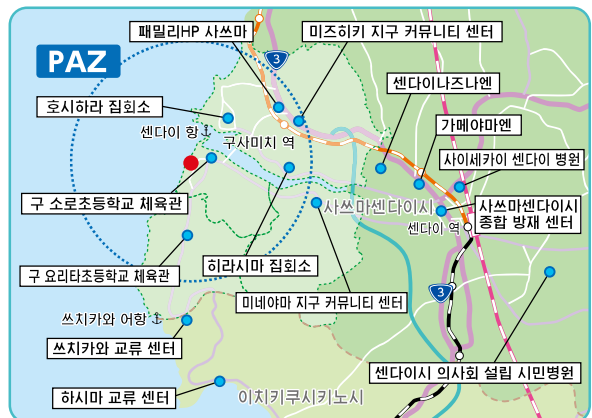 패밀리HP 사쓰마
미즈히키 지구 커뮤니티 센터
PAZ
3
센다이나즈나엔
호시하라 집회소
가메야마엔
센다이 항
구사미치 역
사이세카이 센다이 병원
구 소로초등학교 체육관
사쓰마센다이시
사쓰마센다이시
종합 방재 센터
센다이 역
구 요리타초등학교 체육관
히라시마 집회소
미네야마 지구 커뮤니티 센터
3
쓰치카와 어항
쓰치카와 교류 센터
센다이시 의사회 설립 시민병원
하시마 교류 센터
이치키쿠시키노시